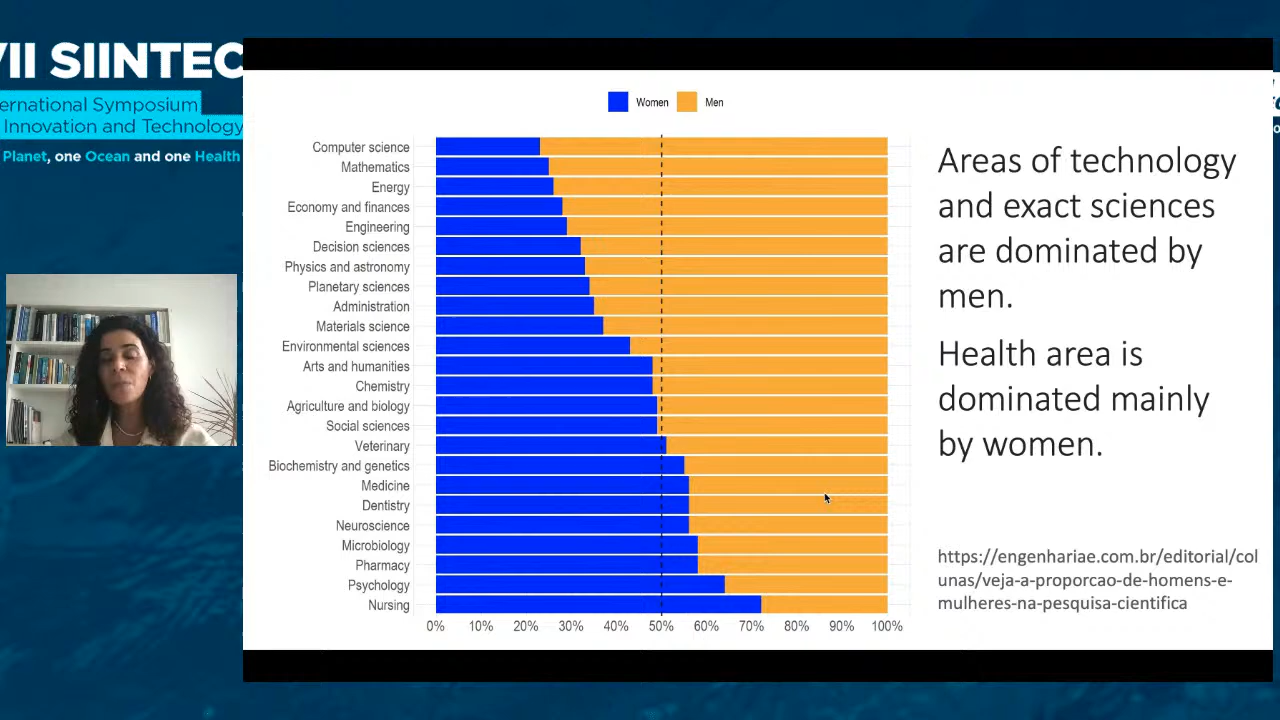 VII SIINTEC
ernational Symposium
Innovation and Technology
Planet, one Ocean and one Health
Women
Men
Computer science
Mathematics
Energy
Economy and finances
Engineering
Decision sciences
Physics and astronomy
Planetary sciences
Administration
Materials science
Environmental sciences
Arts and humanities
Chemistry
Agriculture and biology
Social sciences
Veterinary
Biochemistry and genetics
Medicine
Dentistry
Neuroscience
Microbiology
Pharmacy
Psychology
Nursing
0% 10% 20% 30% 40% 50% 60% 70% 80% 90% 100%
Areas of technology
and exact sciences
are dominated by
men.
Health area is
dominated mainly
by women.
https://engenhariae.com.br/editorial/col
unas/veja-a-proporcao-de-homens-e-
mulheres-na-pesquisa-cientifica